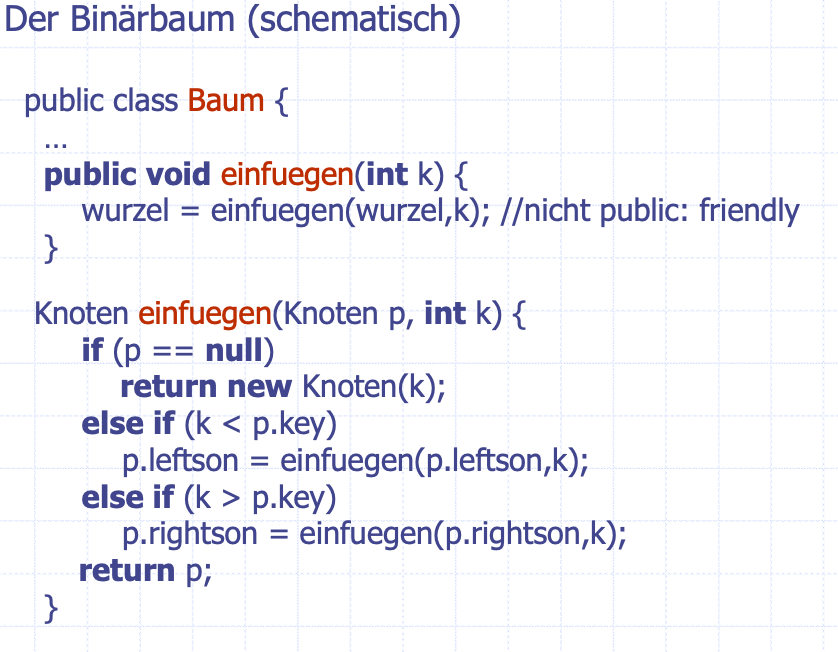 Der Binärbaum (schematisch)
public class Baum {
...
public void einfuegen(int k) {
wurzel = einfuegen(wurzel,k); //nicht public: friendly
}
Knoten einfuegen(Knoten p, int k) {
if (p == null)
return new Knoten(k);
else if (k < p.key)
p.leftson = einfuegen(p.leftson,k);
else if (k > p.key)
p.rightson = einfuegen(p.rightson,k);
return p;
}